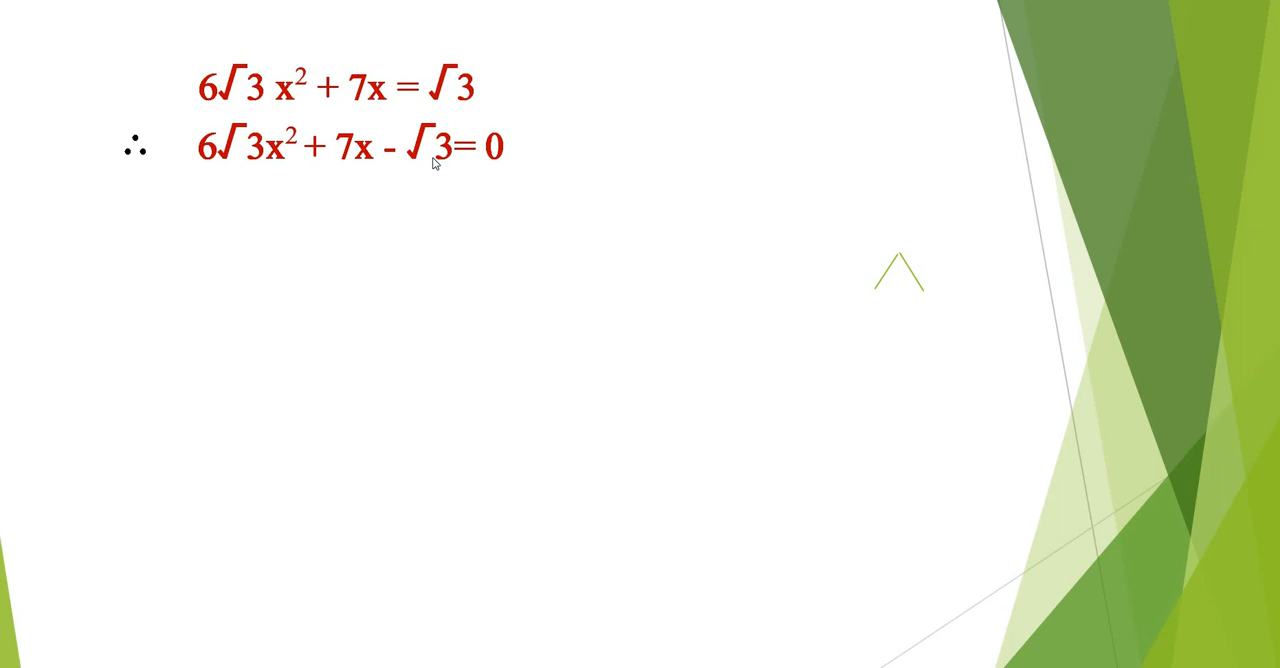 6√3 x² + 7x = √3
∴ 6√3x² + 7x - √3= 0